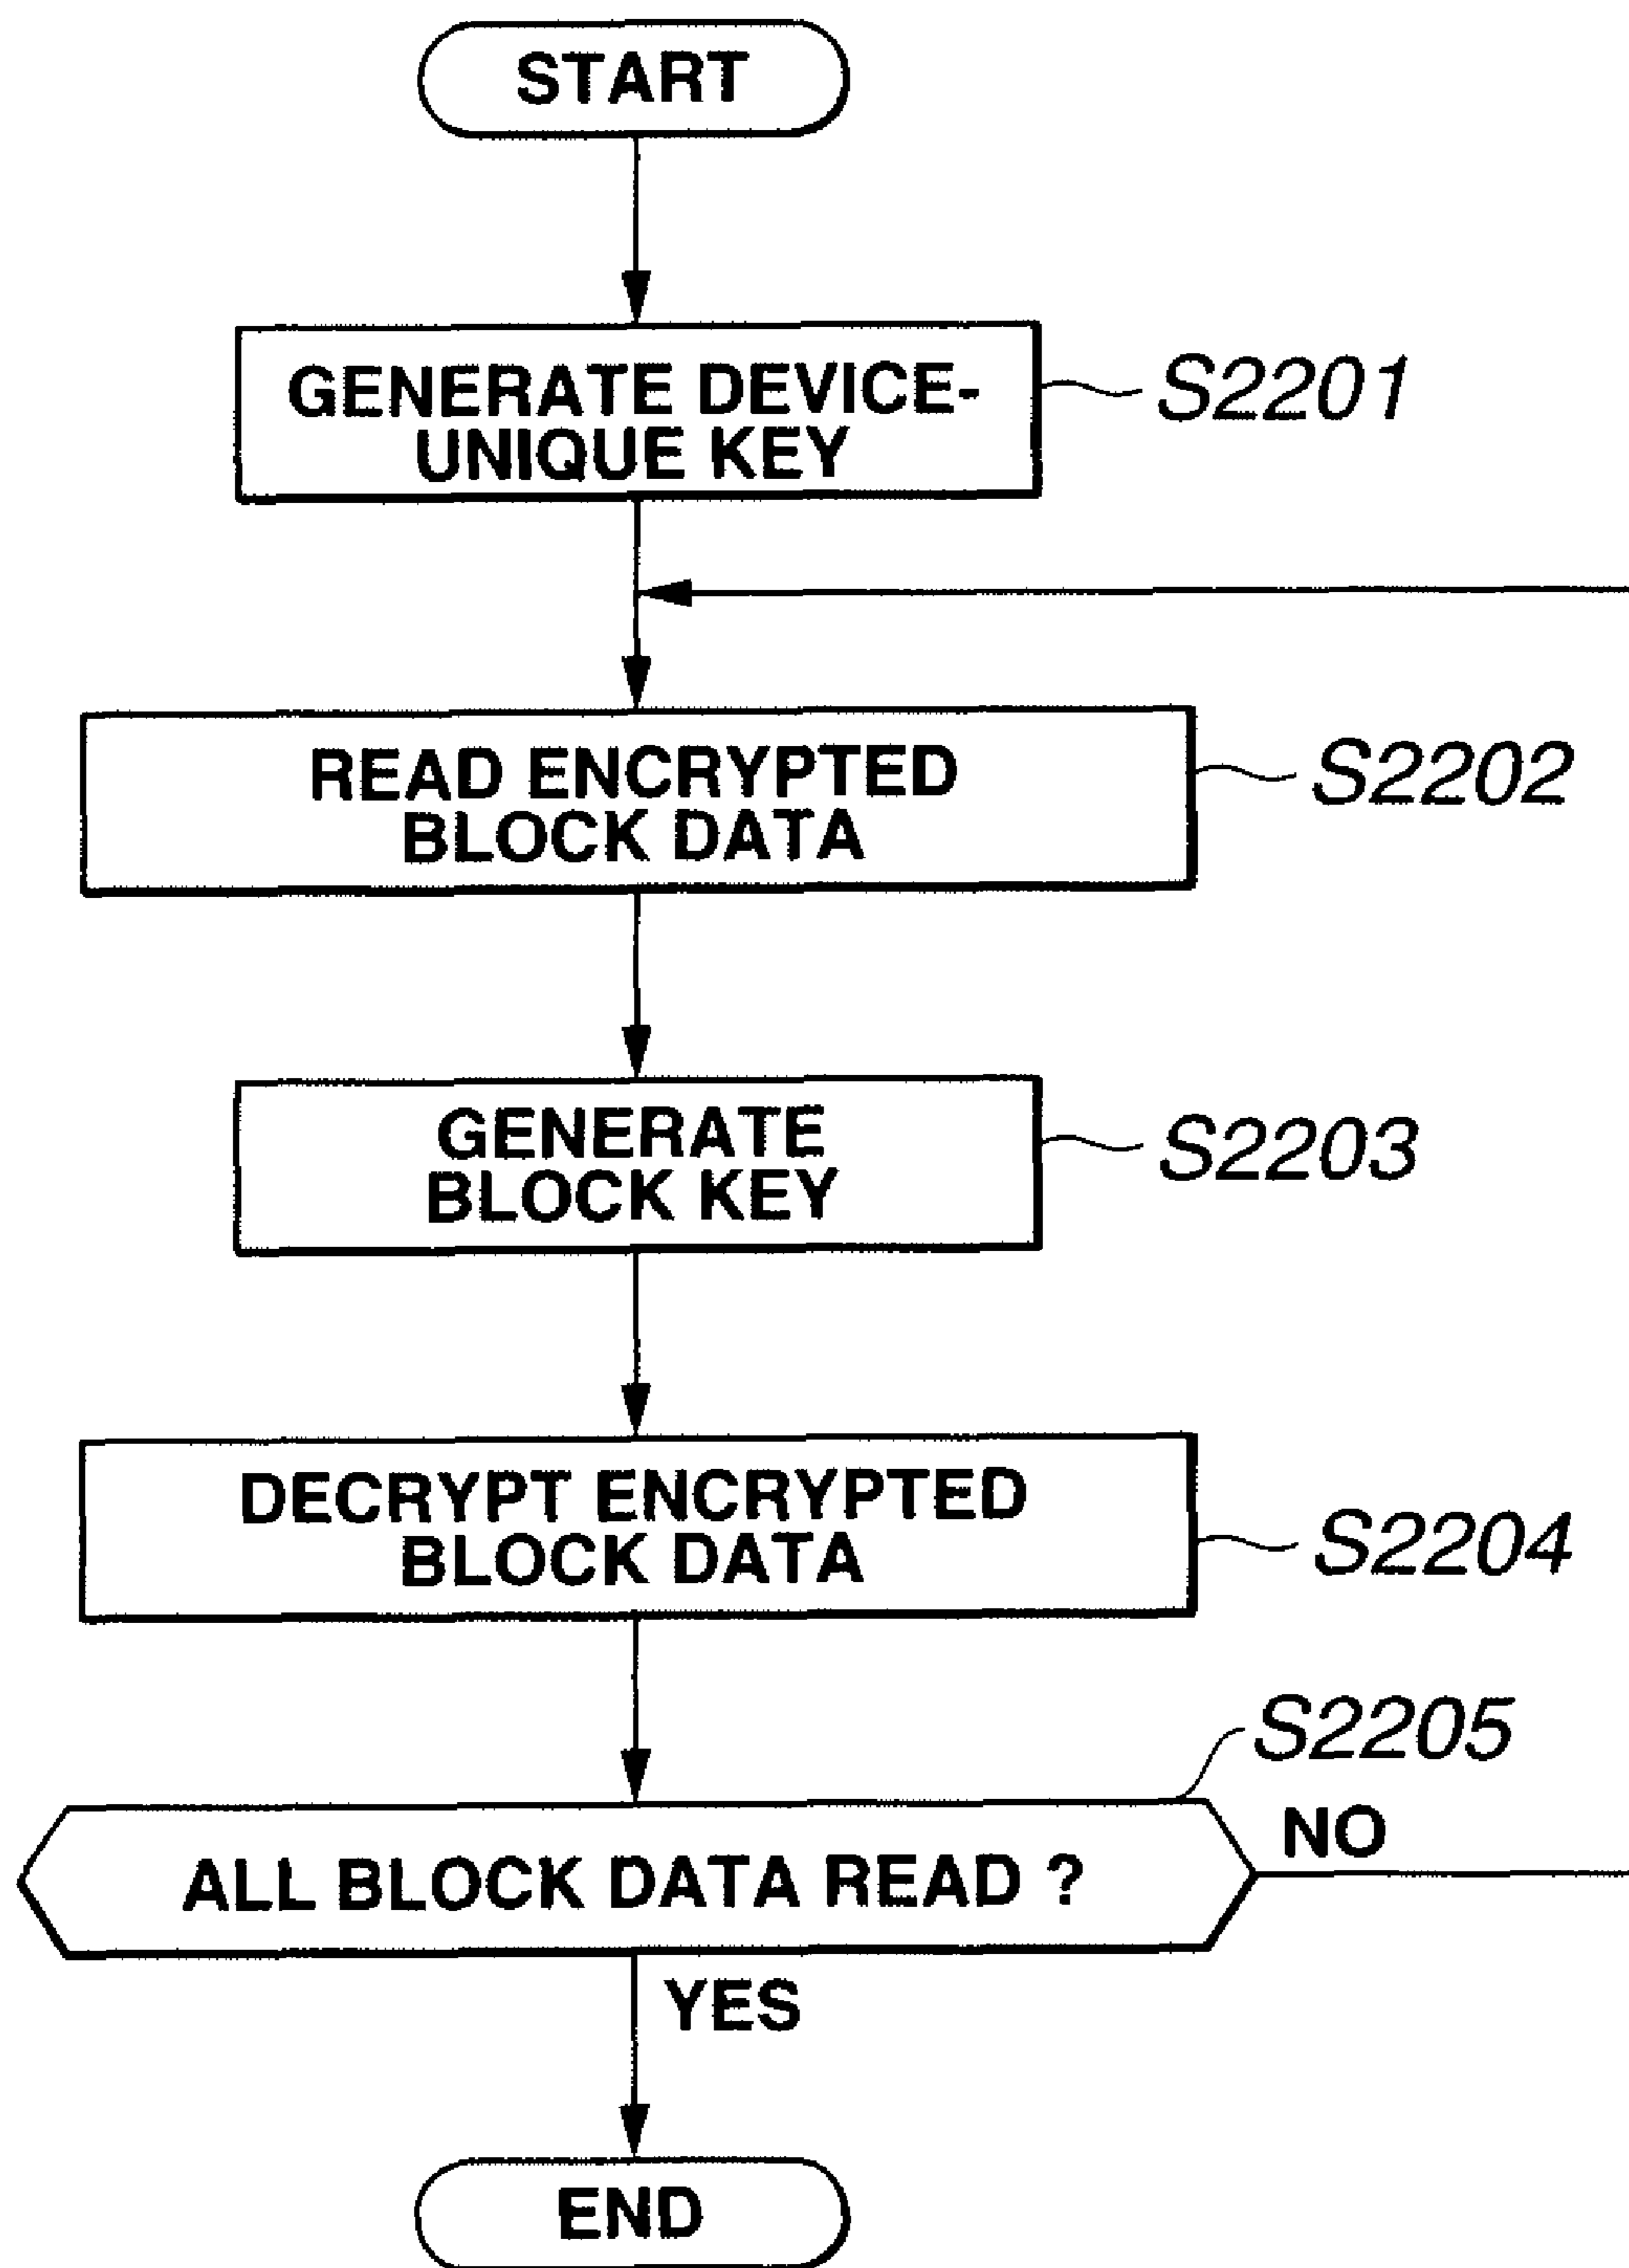 START
GENERATE DEVICE-
UNIQUE KEY
S2201
READ ENCRYPTED
BLOCK DATA
S2202
GENERATE
BLOCK KEY
S2203
DECRYPT ENCRYPTED
BLOCK DATA
S2204
S2205
ALL BLOCK DATA READ ?
NO
YES
END